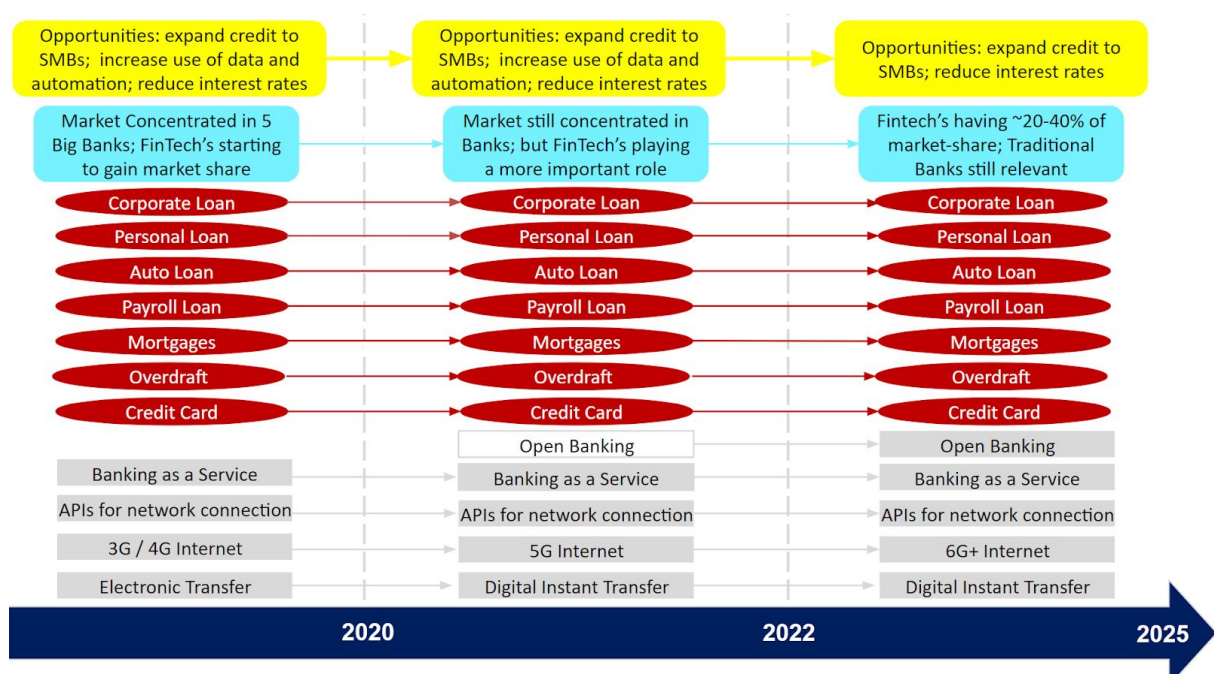 Opportunities: expand credit to
SMBs;  increase use of data and
automation; reduce interest rates
Opportunities: expand credit to
SMBs;  increase use of data and
automation; reduce interest rates
Opportunities: expand credit to
SMBs; reduce interest rates
Market Concentrated in 5
Big Banks; FinTech's starting
to gain market share
Market still concentrated in
Banks; but FinTech's playing
a more important role
Fintech's having ~20-40% of
market-share; Traditional
Banks still relevant
Corporate Loan
Corporate Loan
Corporate Loan
Personal Loan
Personal Loan
Personal Loan
Auto Loan
Auto Loan
Auto Loan
Payroll Loan
Payroll Loan
Payroll Loan
Mortgages
Mortgages
Mortgages
Overdraft
Overdraft
Overdraft
Credit Card
Credit Card
Credit Card
Open Banking
Open Banking
Banking as a Service
Banking as a Service
Banking as a Service
APIs for network connection
APIs for network connection
APIs for network connection
3G / 4G Internet
5G Internet
6G+ Internet
Electronic Transfer
Digital Instant Transfer
Digital Instant Transfer
2020
2022
2025